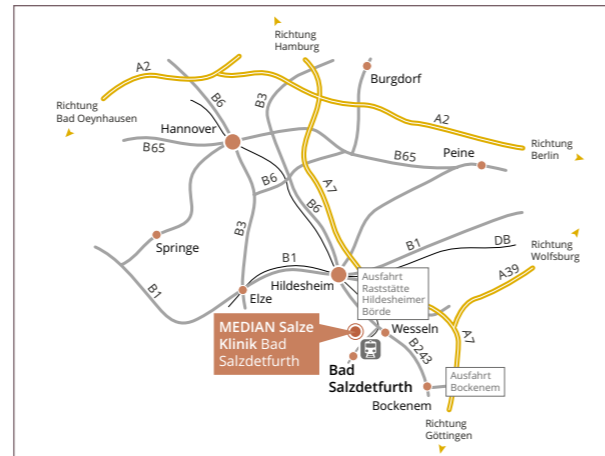 Richtung
Hamburg
A2
Burgdorf
B3
B6
Richtung
Bad Oeynhausen
Hannover
A2
B65
Richtung
Berlin
B65
Peine
A7
B6
B6
B3
Springe
B1
B1
DB
Richtung
Wolfsburg
B1
Elze
Hildesheim
Ausfahrt
Raststätte
Hildesheimer
Börde
A39
MEDIAN Salze
Klinik Bad
Salzdetfurth
Wesseln
B243
A7
Bad
Salzdetfurth
Ausfahrt
Bockenem
Bockenem
Richtung
Göttingen